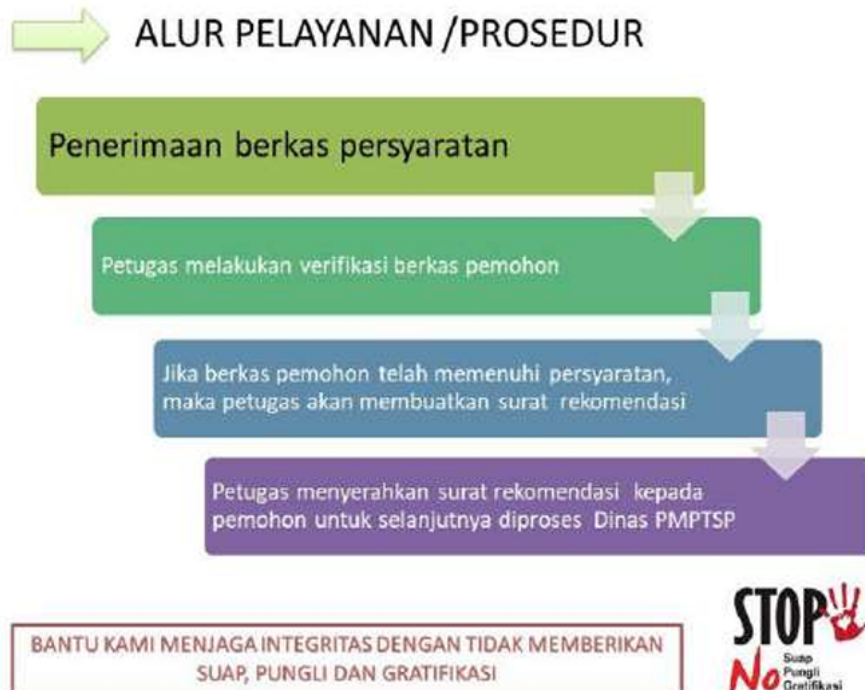 ALUR PELAYANAN /PROSEDUR
Penerimaan berkas persyaratan
Petugas melakukan verifikasi berkas pemohon
Jika berkas pemohon telah memenuhi persyaratan,
maka petugas akan membuatkan surat rekomendasi
Petugas menyerahkan surat rekomendasi kepada
pemohon untuk selanjutnya diproses Dinas PMPTSP
BANTU KAMI MENJAGA INTEGRITAS DENGAN TIDAK MEMBERIKAN
SUAP, PUNGLI DAN GRATIFIKASI
STOP
No
Suap
Pungli
Gratifikasi